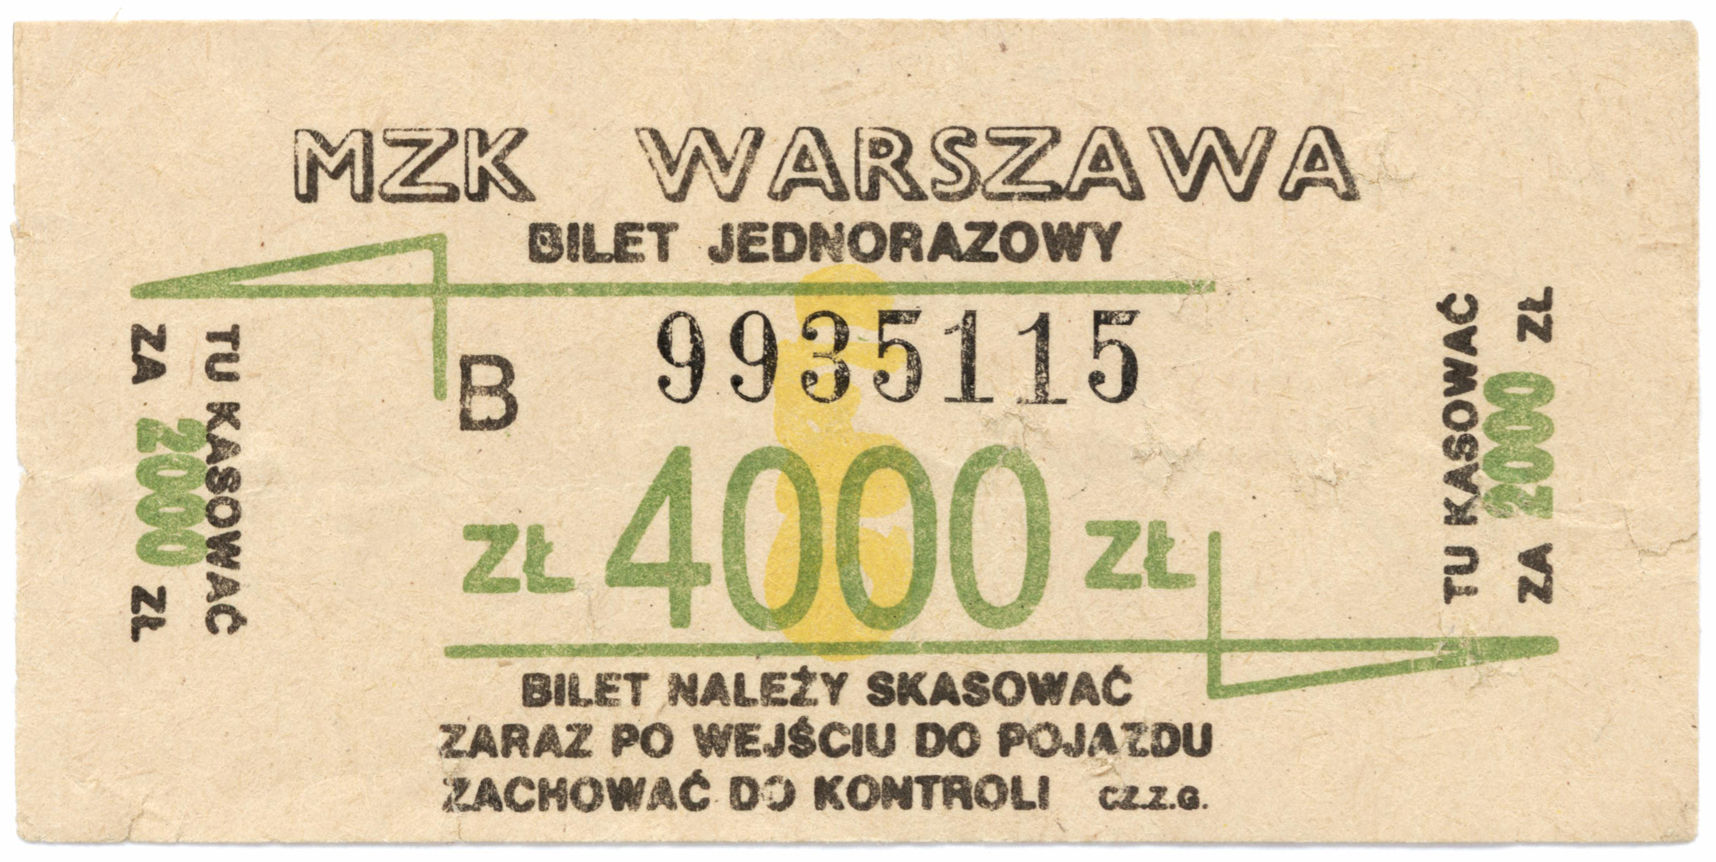 MZK WARSZAWA
BILET JEDNORAZOWY
B 9935115
ZŁ 4000 ZŁ
TU KASOWAĆ
ZA 2000 ZŁ
TU KASOWAĆ
ZA 2000 ZŁ
BILET NALEŻY SKASOWAĆ
ZARAZ PO WEJŚCIU DO POJAZDU
ZACHOWAĆ DO KONTROLI CZ.Z.G.